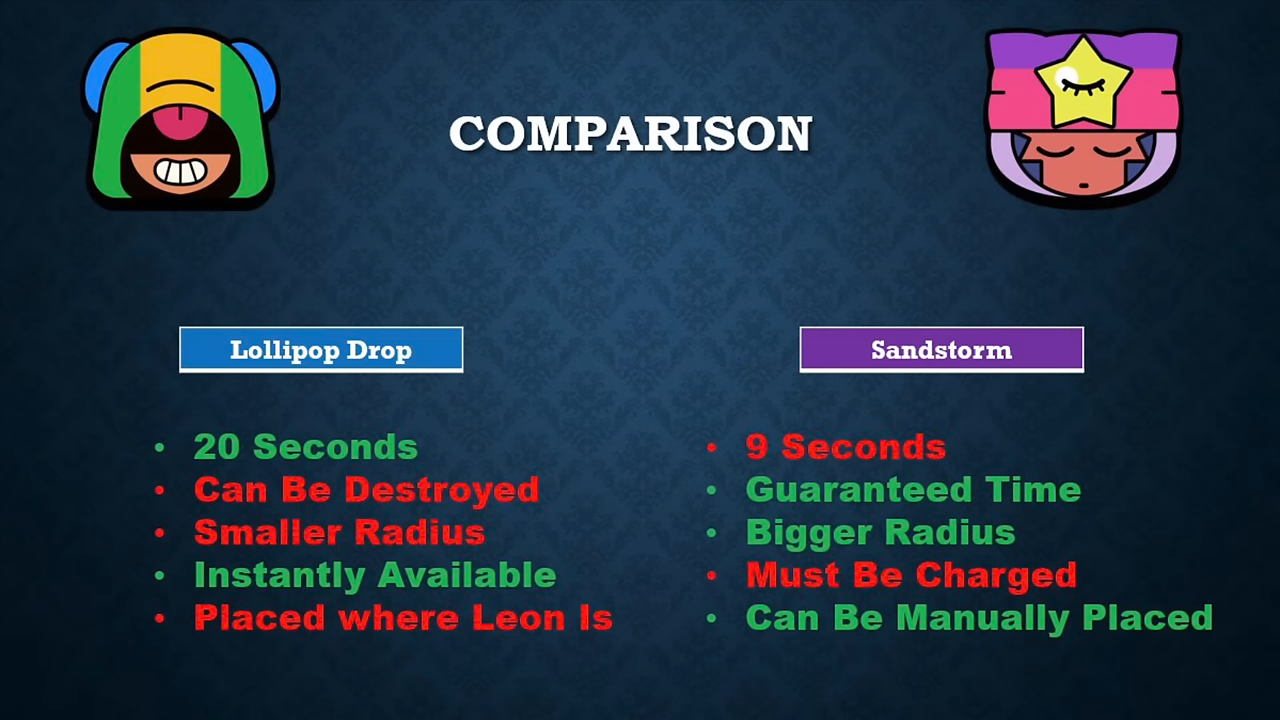 COMPARISON
Lollipop Drop
• 20 Seconds
• Can Be Destroyed
• Smaller Radius
• Instantly Available
• Placed where Leon Is
Sandstorm
• 9 Seconds
• Guaranteed Time
• Bigger Radius
• Must Be Charged
• Can Be Manually Placed